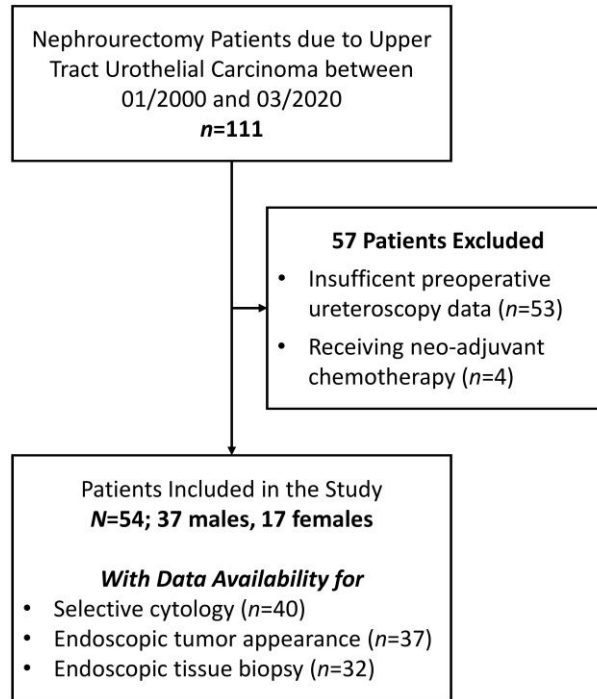 Nephrourectomy Patients due to Upper
Tract Urothelial Carcinoma between
01/2000 and 03/2020
n=111
57 Patients Excluded
• Insufficent preoperative
ureteroscopy data (n=53)
• Receiving neo-adjuvant
chemotherapy (n=4)
Patients Included in the Study
N=54; 37 males, 17 females
With Data Availability for
• Selective cytology (n=40)
• Endoscopic tumor appearance (n=37)
• Endoscopic tissue biopsy (n=32)